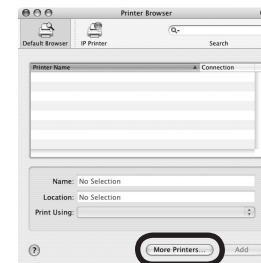 Printer Browser
Default Browser IP Printer Search
Printer Name Connection
Name: No Selection
Location: No Selection
Print Using:
? More Printers... Add